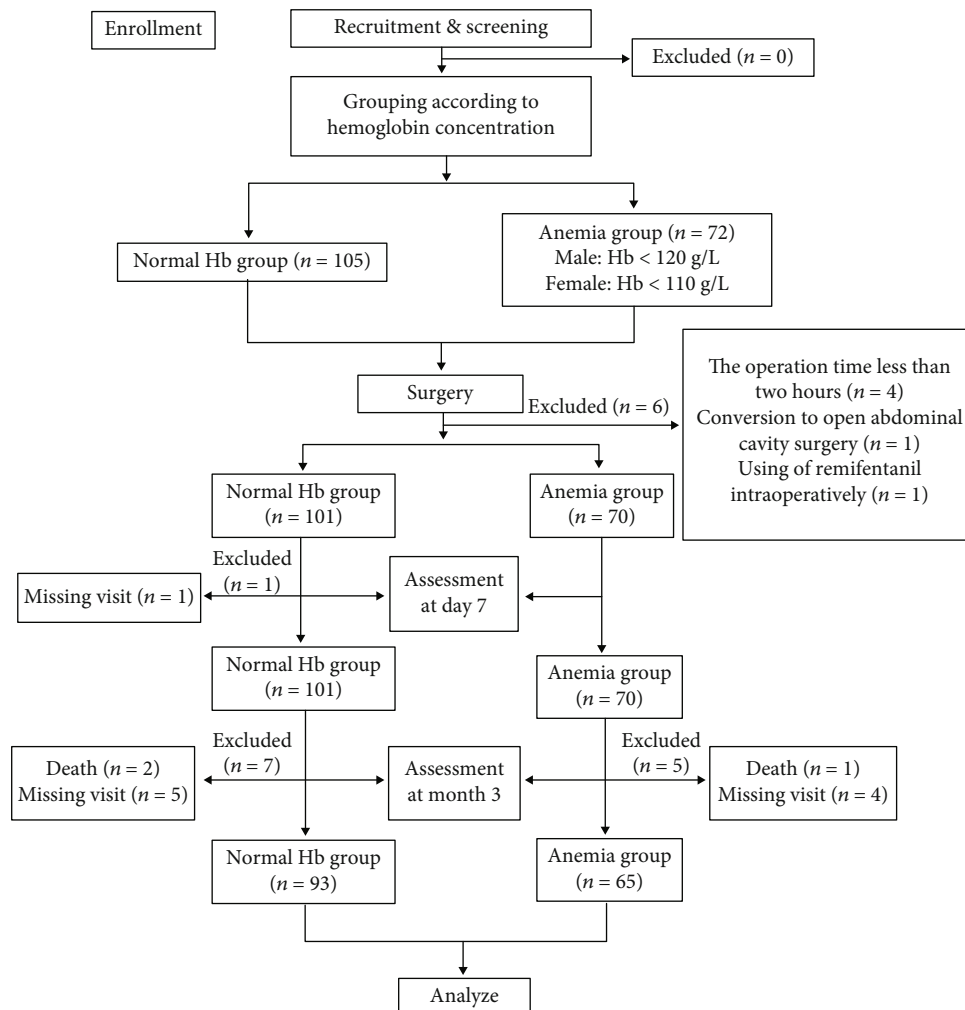 Enrollment
Recruitment & screening
Excluded (n = 0)
Grouping according to
hemoglobin concentration
Normal Hb group (n = 105)
Anemia group (n = 72)
Male: Hb < 120 g/L
Female: Hb < 110 g/L
Surgery
Excluded (n = 6)
The operation time less than
two hours (n = 4)
Conversion to open abdominal
cavity surgery (n = 1)
Using of remifentanil
intraoperatively (n = 1)
Normal Hb group
(n = 101)
Anemia group
(n = 70)
Excluded
(n = 1)
Missing visit (n = 1)
Assessment
at day 7
Normal Hb group
(n = 101)
Anemia group
(n = 70)
Excluded
(n = 7)
Death (n = 2)
Missing visit (n = 5)
Assessment
at month 3
Excluded
(n = 5)
Death (n = 1)
Missing visit (n = 4)
Normal Hb group
(n = 93)
Anemia group
(n = 65)
Analyze